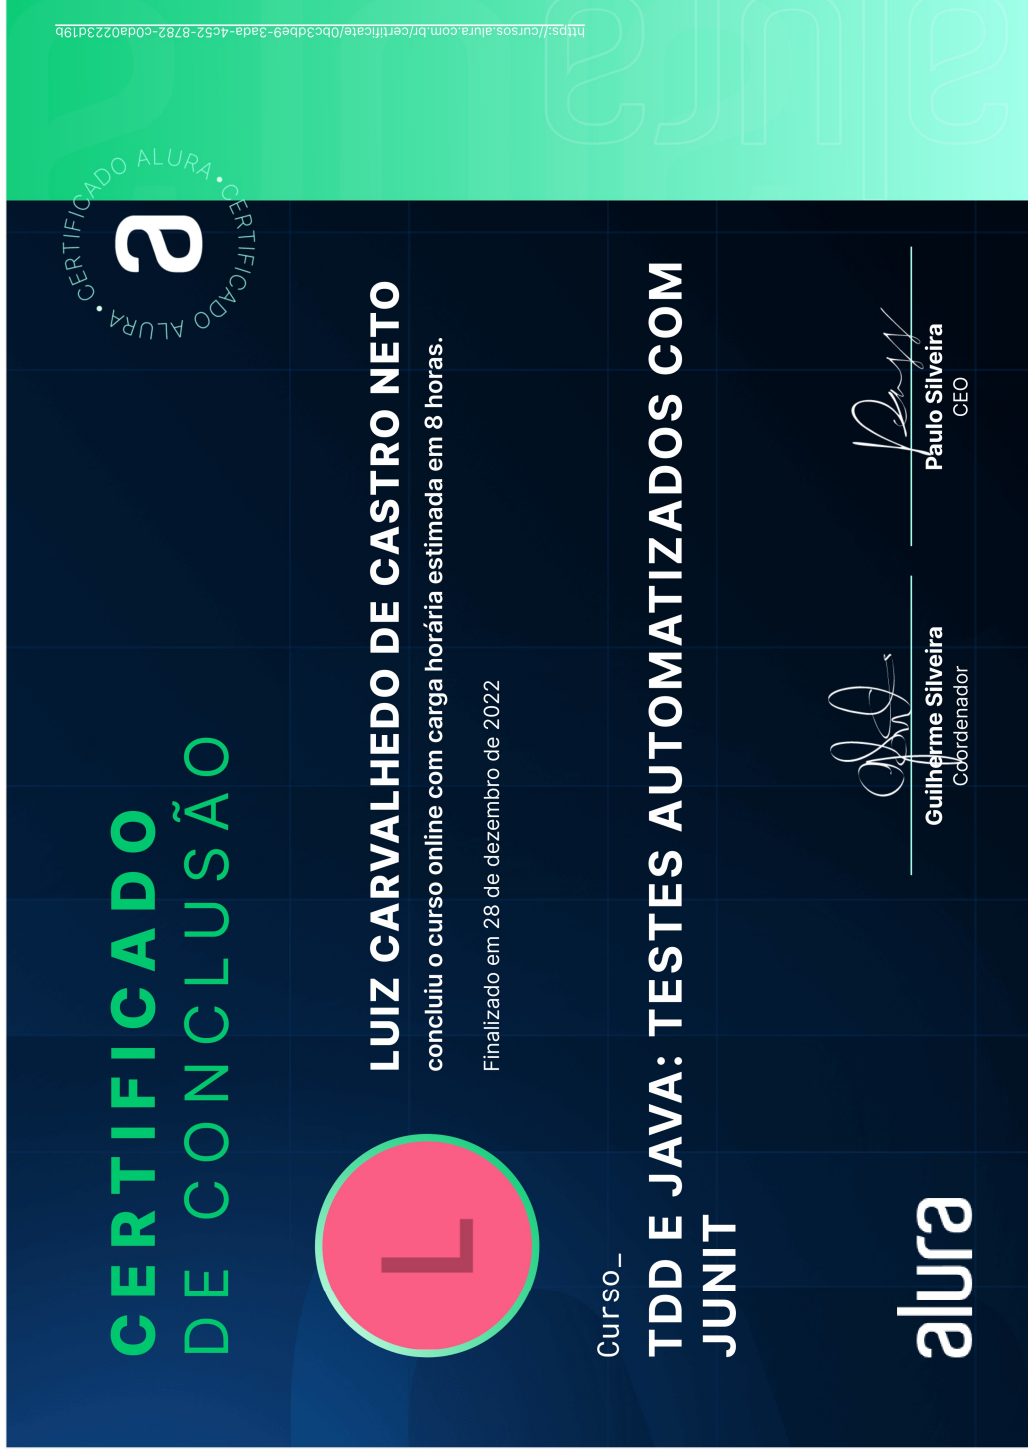 CERTIFICADO
DE CONCLUSÃO
CERTIFICADO ALURA • CERTIFICADO ALURA •
a
https://cursos.alura.com.br/certificate/0bc3dbe9-3ada-4c52-8782-c0da0223d19b
L
LUIZ CARVALHEDO DE CASTRO NETO
concluiu o curso online com carga horária estimada em 8 horas.
Finalizado em 28 de dezembro de 2022
Curso_
TDD E JAVA: TESTES AUTOMATIZADOS COM
JUNIT
alura
Guilherme Silveira
Coordenador
Paulo Silveira
CEO
alura